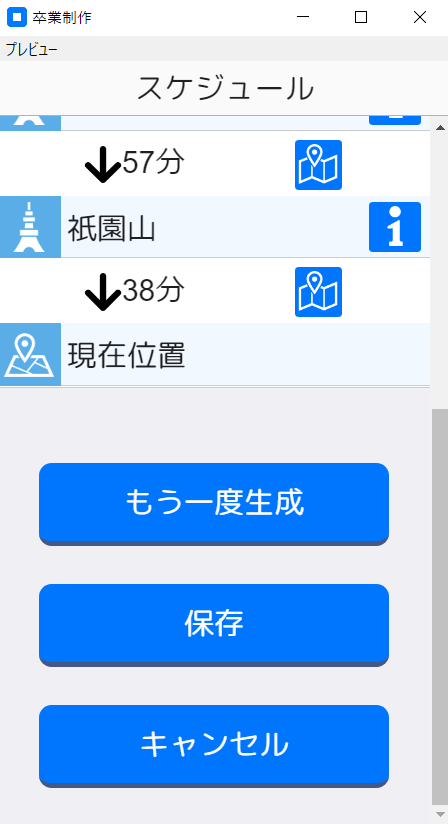 卒業制作
プレビュー
スケジュール
57分
祇園山
38分
現在位置
もう一度生成
保存
キャンセル